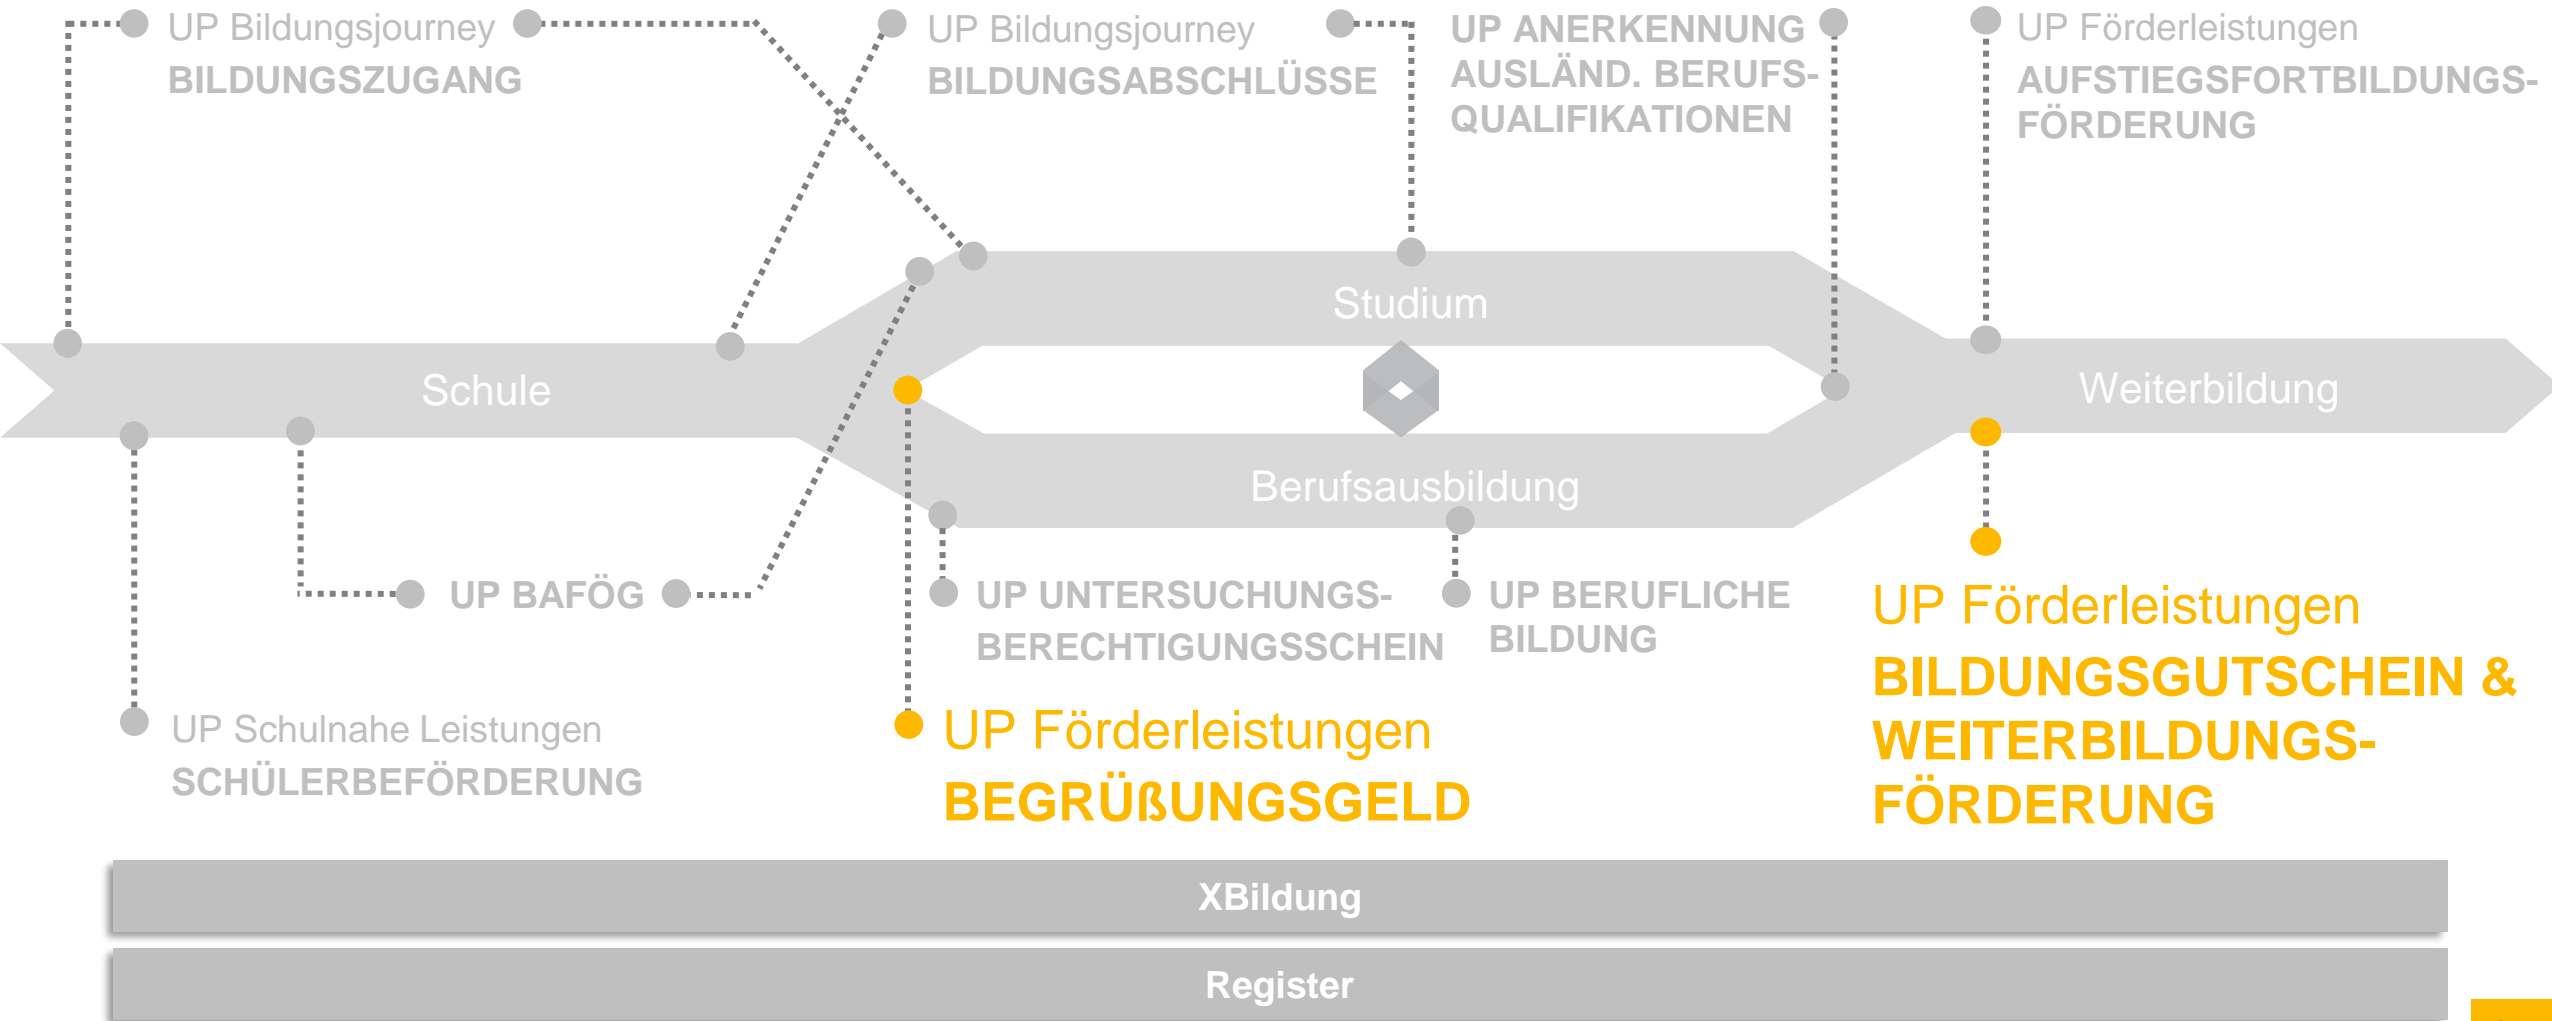 UP Bildungsjourney
BILDUNGSZUGANG
UP Bildungsjourney
BILDUNGSABSCHLÜSSE
UP ANERKENNUNG
AUSLÄND. BERUFS-
QUALIFIKATIONEN
UP Förderleistungen
AUFSTIEGSFORTBILDUNGS-
FÖRDERUNG
Studium
Schule
Weiterbildung
Berufsausbildung
UP BAFÖG
UP UNTERSUCHUNGS-
BERECHTIGUNGSSCHEIN
UP BERUFLICHE
BILDUNG
UP Förderleistungen
BILDUNGSGUTSCHEIN &
WEITERBILDUNGS-
FÖRDERUNG
UP Schulnahe Leistungen
SCHÜLERBEFÖRDERUNG
UP Förderleistungen
BEGRÜßUNGSGELD
XBildung
Register